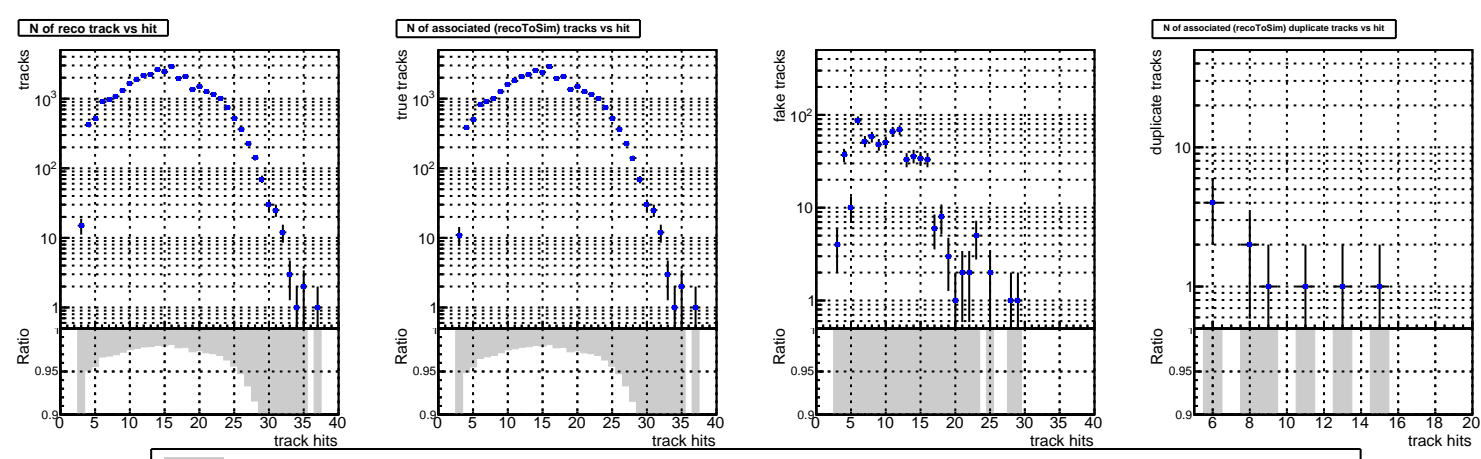 N of reco track vs hit
N of associated (recoToSim) tracks vs hit
N of associated (recoToSim) duplicate tracks vs hit
tracks
10³
10²
10
1
true tracks
10³
10²
10
1
fake tracks
10²
10
1
duplicate tracks
10
1
Ratio
1
0.95
0.9
Ratio
1
0.95
0.9
Ratio
1
0.95
0.9
Ratio
1
0.95
0.9
0 5 10 15 20 25 30 35 40
track hits
0 5 10 15 20 25 30 35 40
track hits
0 5 10 15 20 25 30 35 40
track hits
6 8 10 12 14 16 18 20
track hits